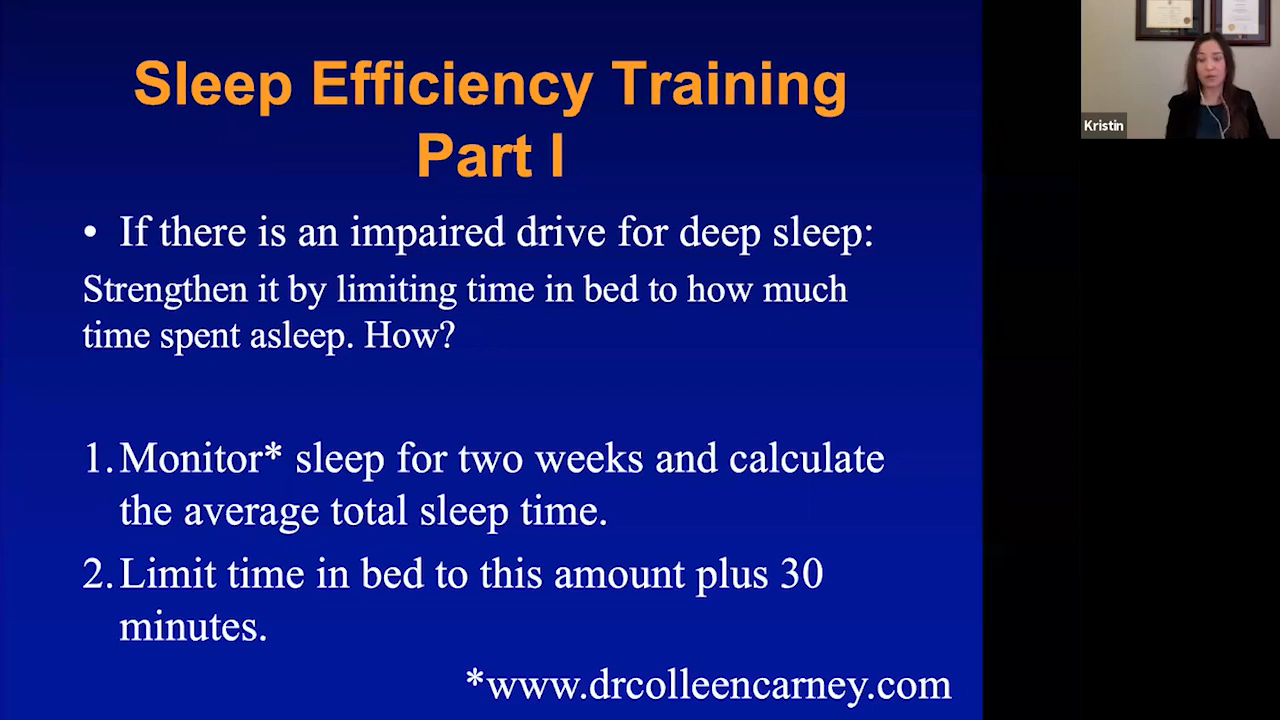 Sleep Efficiency Training
Part I
• If there is an impaired drive for deep sleep:
Strengthen it by limiting time in bed to how much
time spent asleep. How?
1. Monitor* sleep for two weeks and calculate
the average total sleep time.
2. Limit time in bed to this amount plus 30
minutes.
*www.drcolleencarney.com
Kristin